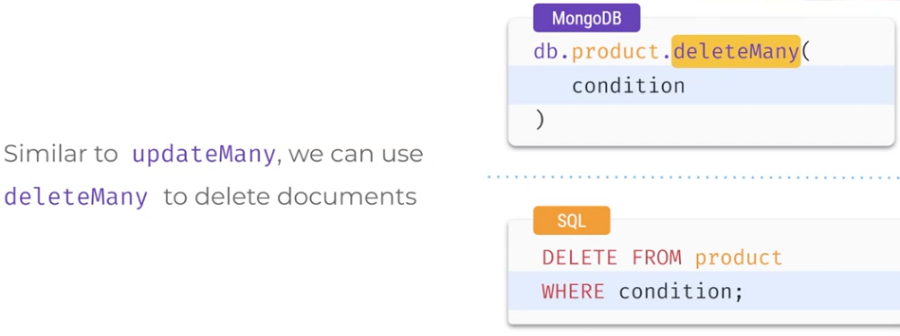 Similar to updateMany, we can use
deleteMany to delete documents
MongoDB
db.product.deleteMany(
condition
)
SQL
DELETE FROM product
WHERE condition;